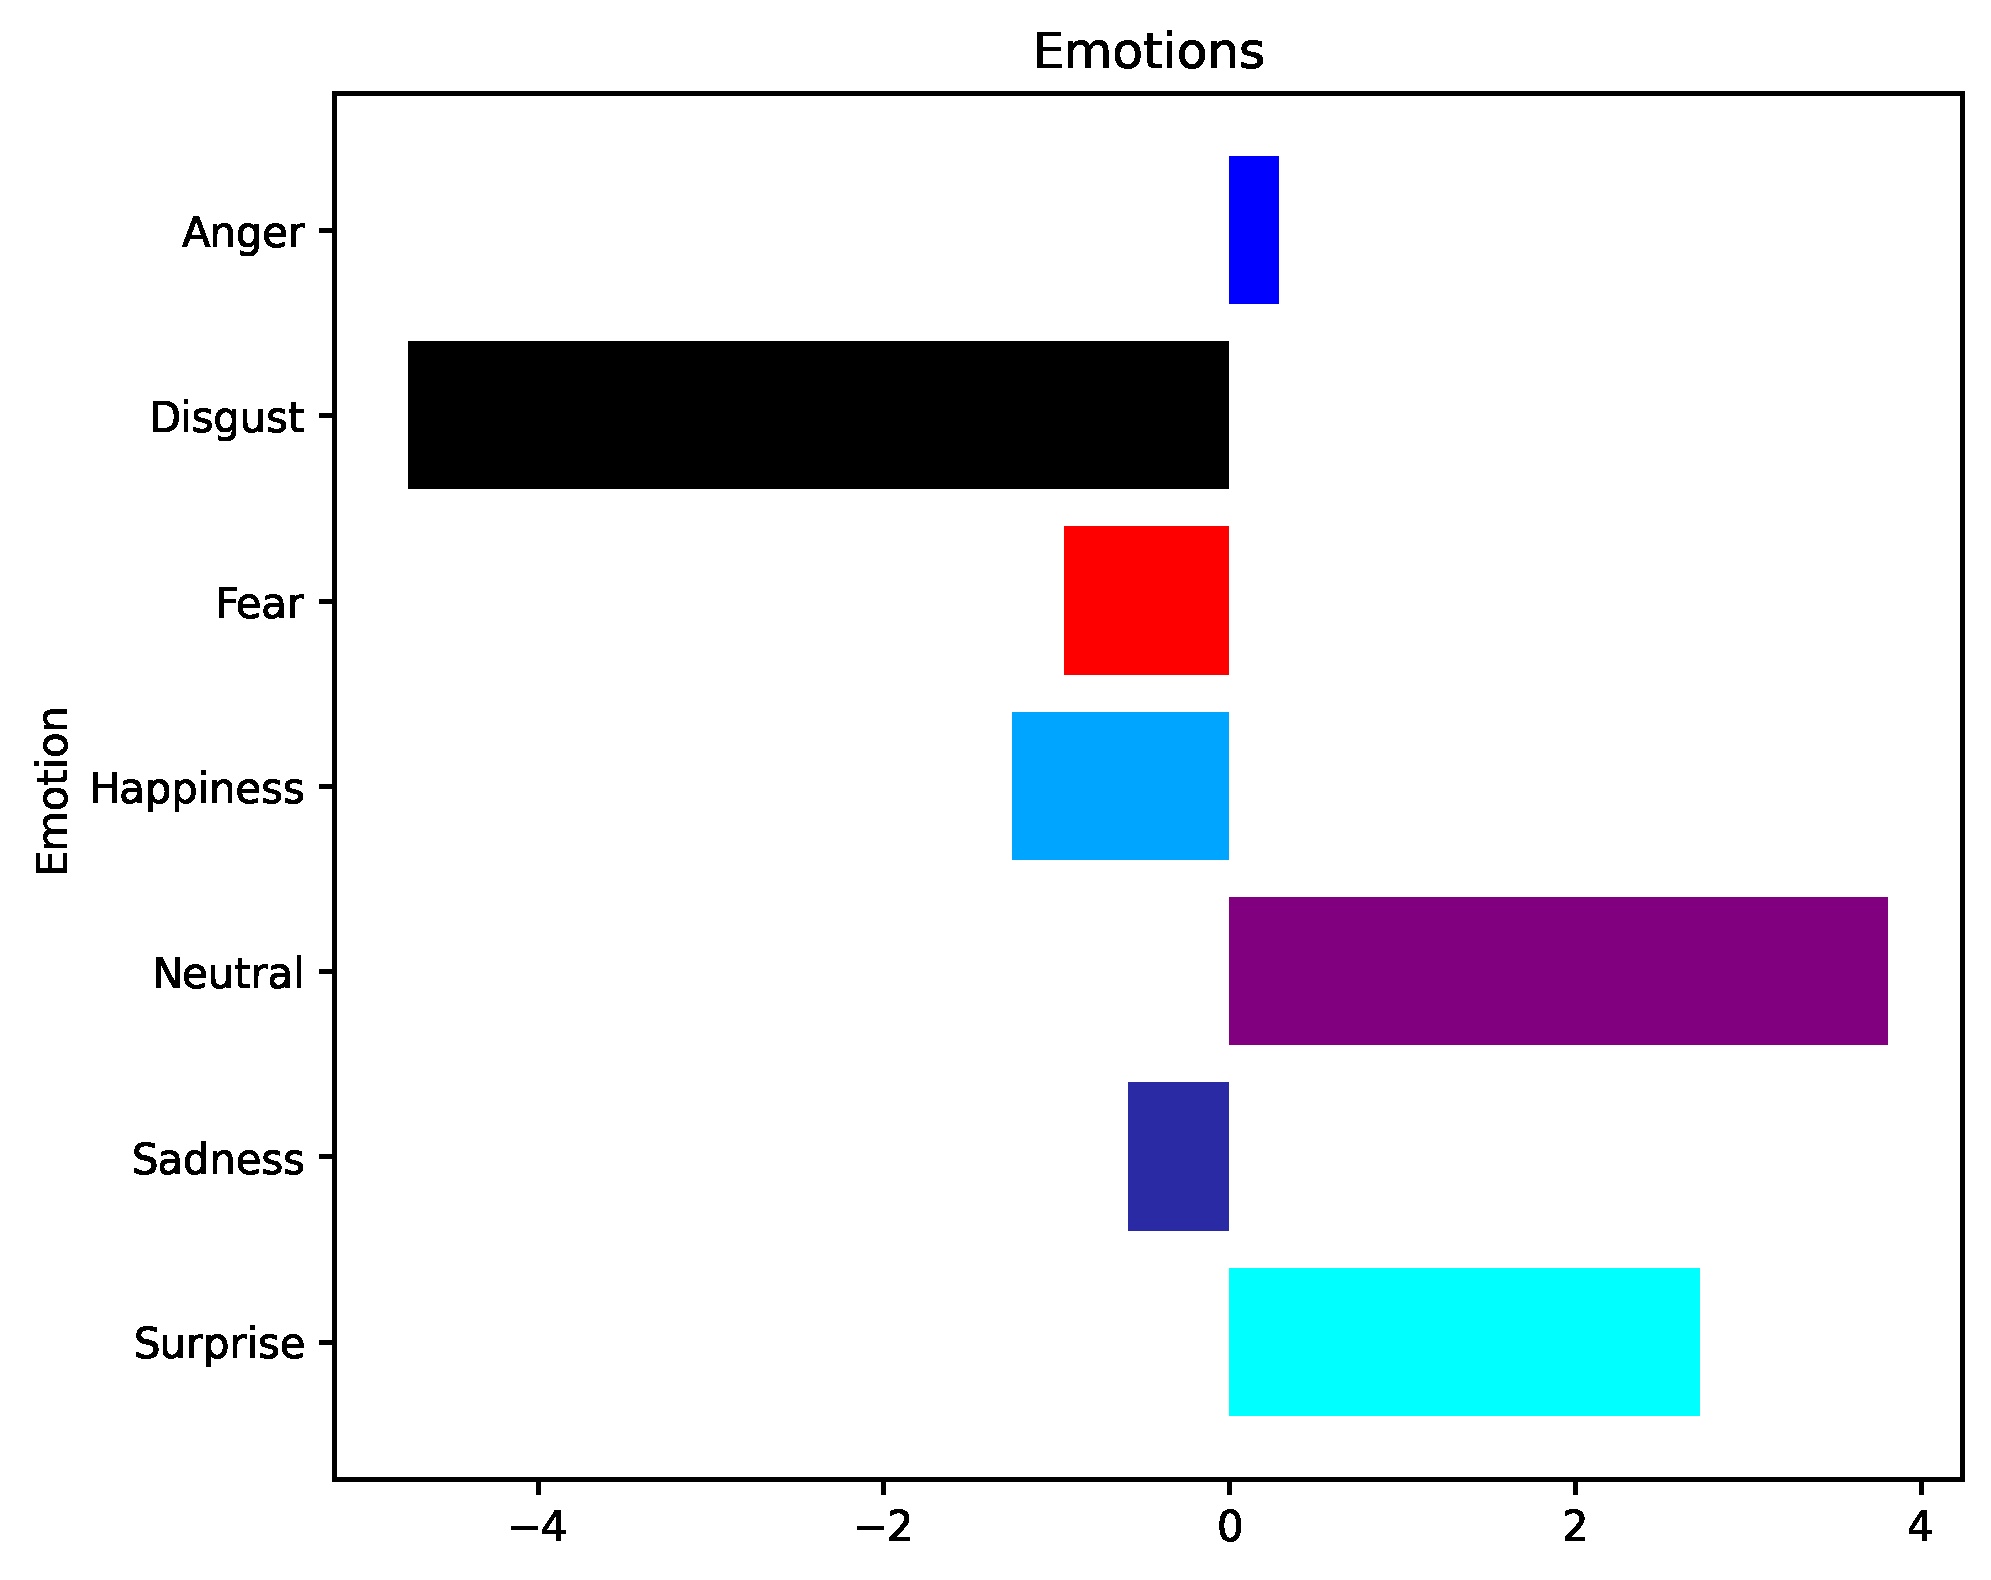 Emotions
Emotion
Anger
Disgust
Fear
Happiness
Neutral
Sadness
Surprise
−4 −2 0 2 4